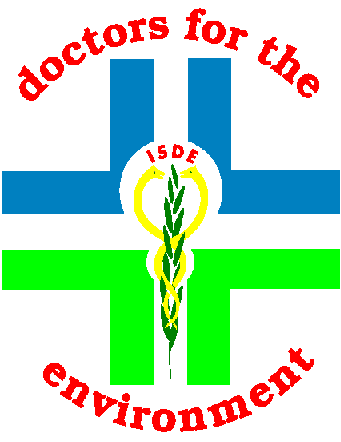 doctors for the
ISDE
environment